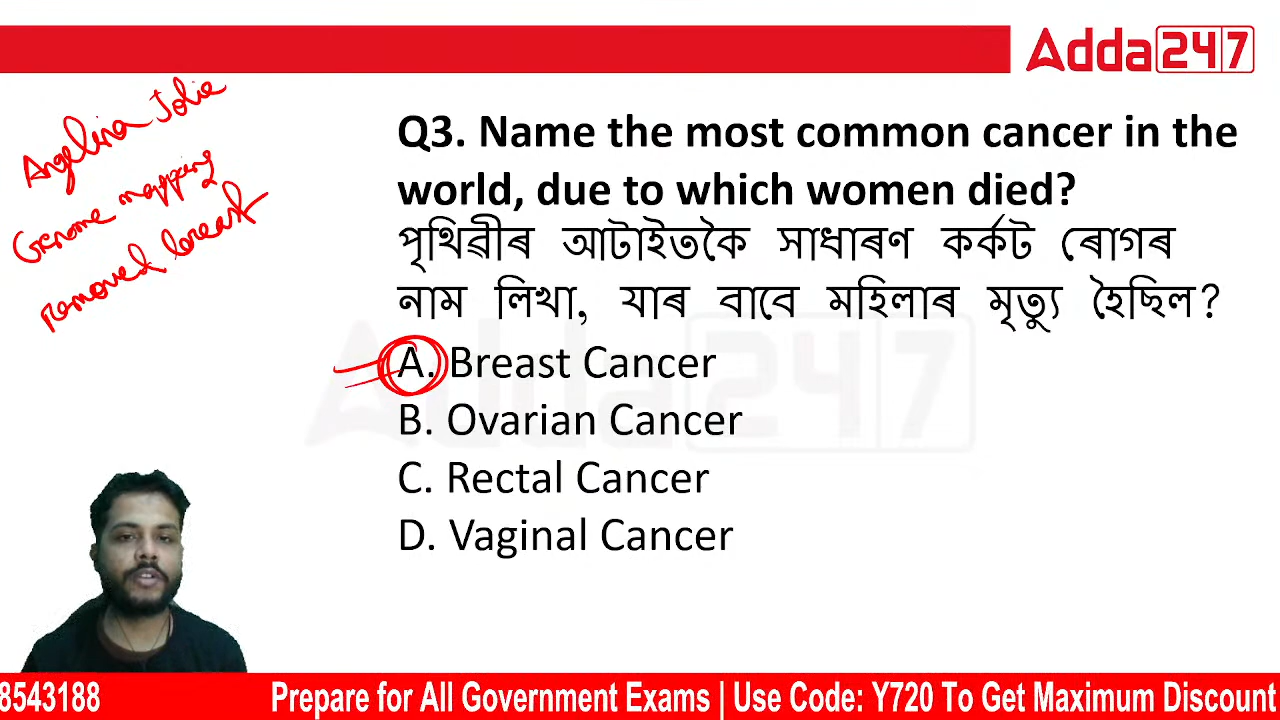 Adda247
Angelina Jolie
Genome mapping
removed breast
Q3. Name the most common cancer in the
world, due to which women died?
পৃথিৱীৰ আটাইতকৈ সাধাৰণ কৰ্কট ৰোগৰ
নাম লিখা, যাৰ বাবে মহিলাৰ মৃত্যু হৈছিল?
A. Breast Cancer
B. Ovarian Cancer
C. Rectal Cancer
D. Vaginal Cancer
Adda247
8543188 Prepare for All Government Exams | Use Code: Y720 To Get Maximum Discount